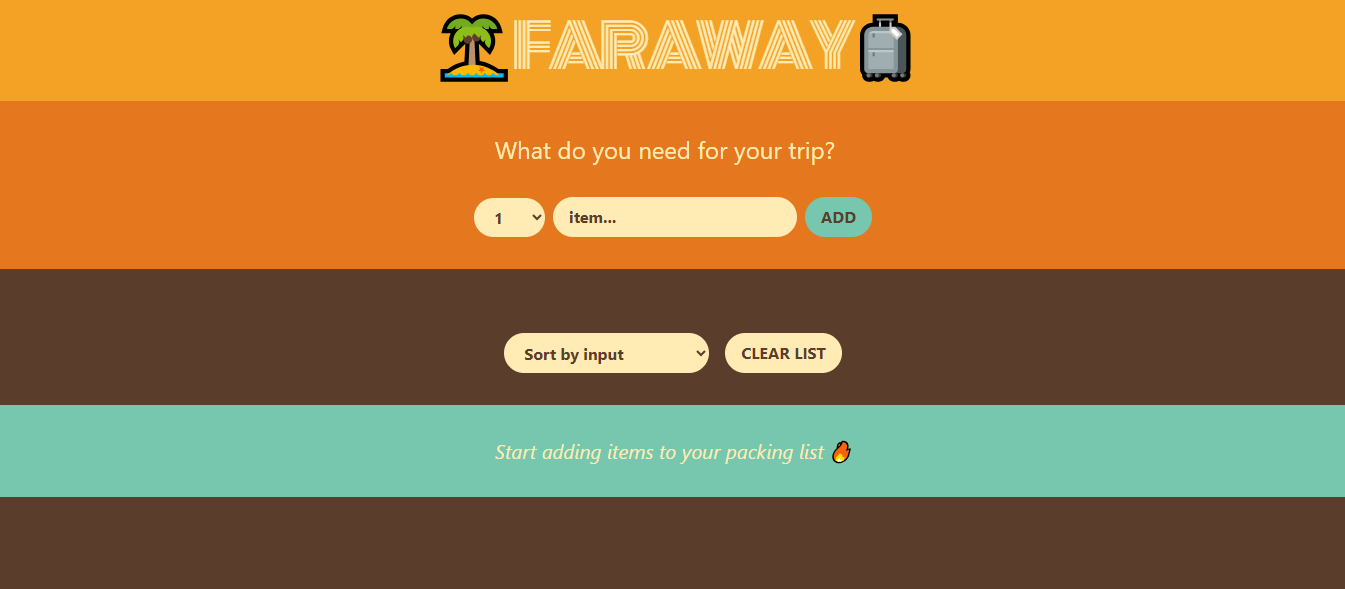 FARAWAY
What do you need for your trip?
1 item... ADD
Sort by input CLEAR LIST
Start adding items to your packing list